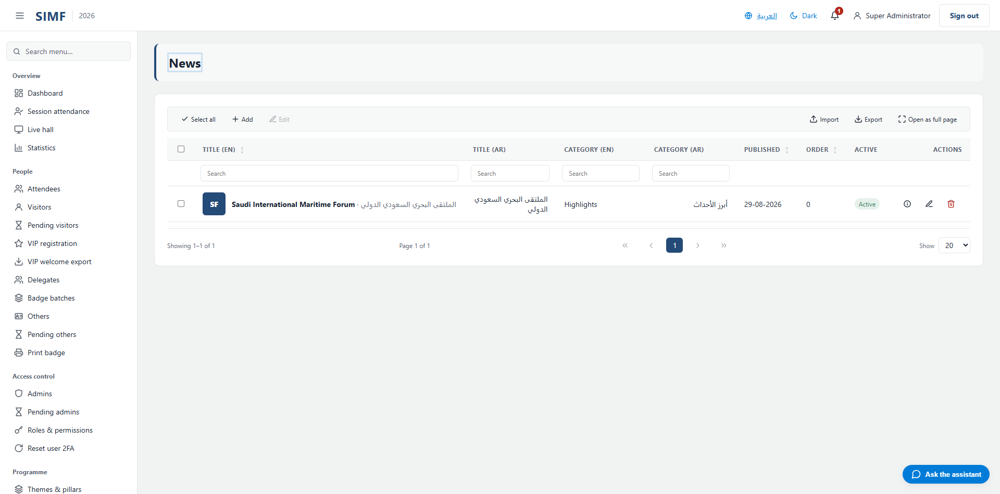 SIMF 2026
العربية Dark 1 Super Administrator Sign out
Search menu...
Overview
Dashboard
Session attendance
Live hall
Statistics
People
Attendees
Visitors
Pending visitors
VIP registration
VIP welcome export
Delegates
Badge batches
Others
Pending others
Print badge
Access control
Admins
Pending admins
Roles & permissions
Reset user 2FA
Programme
Themes & pillars
News
Select all Add Edit Import Export Open as full page
TITLE (EN) TITLE (AR) CATEGORY (EN) CATEGORY (AR) PUBLISHED ORDER ACTIVE ACTIONS
Search Search Search Search
SF Saudi International Maritime Forum · الملتقى البحري السعودي الدولي الملتقى البحري السعودي الدولي Highlights أبرز الأحداث 29-08-2026 0 Active
Showing 1–1 of 1 Page 1 of 1 « ‹ 1 › » Show 20
Ask the assistant